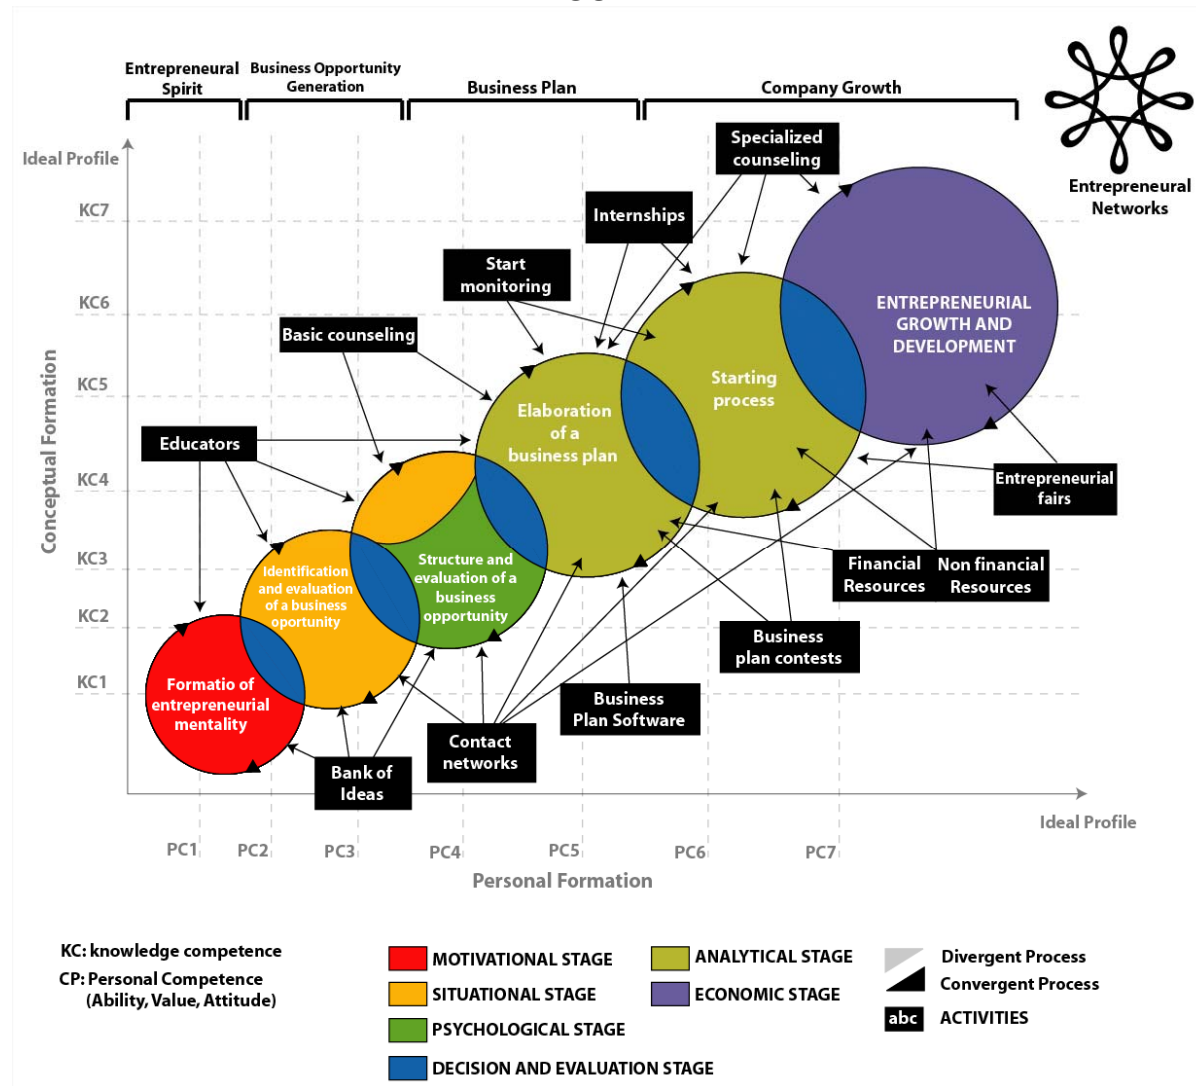 Entrepreneurial
Spirit
Business Opportunity
Generation
Business Plan
Company Growth
Entrepreneurial
Networks
Ideal Profile
KC7
KC6
KC5
KC4
KC3
KC2
KC1
Conceptual Formation
Specialized
counseling
Internships
Start
monitoring
Basic counseling
Educators
ENTREPRENEURIAL
GROWTH AND
DEVELOPMENT
Starting
process
Elaboration
of a
business plan
Structure and
evaluation of a
business
opportunity
Identification
and evaluation
of a business
oportunity
Formatio of
entrepreneurial
mentality
Entrepreneurial
fairs
Financial
Resources
Non financial
Resources
Business
plan contests
Business
Plan Software
Contact
networks
Bank of
Ideas
Ideal Profile
PC1
PC2
PC3
PC4
PC5
PC6
PC7
Personal Formation
KC: knowledge competence
CP: Personal Competence
(Ability, Value, Attitude)
MOTIVATIONAL STAGE
SITUATIONAL STAGE
PSYCHOLOGICAL STAGE
DECISION AND EVALUATION STAGE
ANALYTICAL STAGE
ECONOMIC STAGE
Divergent Process
Convergent Process
abc ACTIVITIES